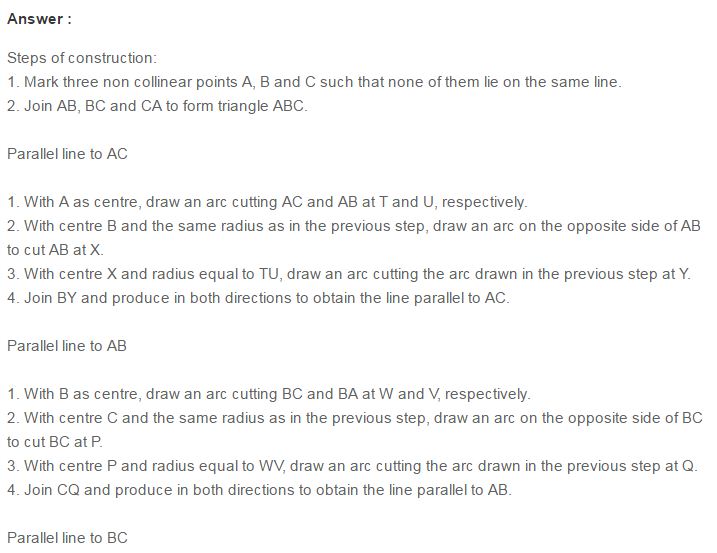 Answer :
Steps of construction:
1. Mark three non collinear points A, B and C such that none of them lie on the same line.
2. Join AB, BC and CA to form triangle ABC.
Parallel line to AC
1. With A as centre, draw an arc cutting AC and AB at T and U, respectively.
2. With centre B and the same radius as in the previous step, draw an arc on the opposite side of AB
to cut AB at X.
3. With centre X and radius equal to TU, draw an arc cutting the arc drawn in the previous step at Y.
4. Join BY and produce in both directions to obtain the line parallel to AC.
Parallel line to AB
1. With B as centre, draw an arc cutting BC and BA at W and V, respectively.
2. With centre C and the same radius as in the previous step, draw an arc on the opposite side of BC
to cut BC at P.
3. With centre P and radius equal to WV, draw an arc cutting the arc drawn in the previous step at Q.
4. Join CQ and produce in both directions to obtain the line parallel to AB.
Parallel line to BC